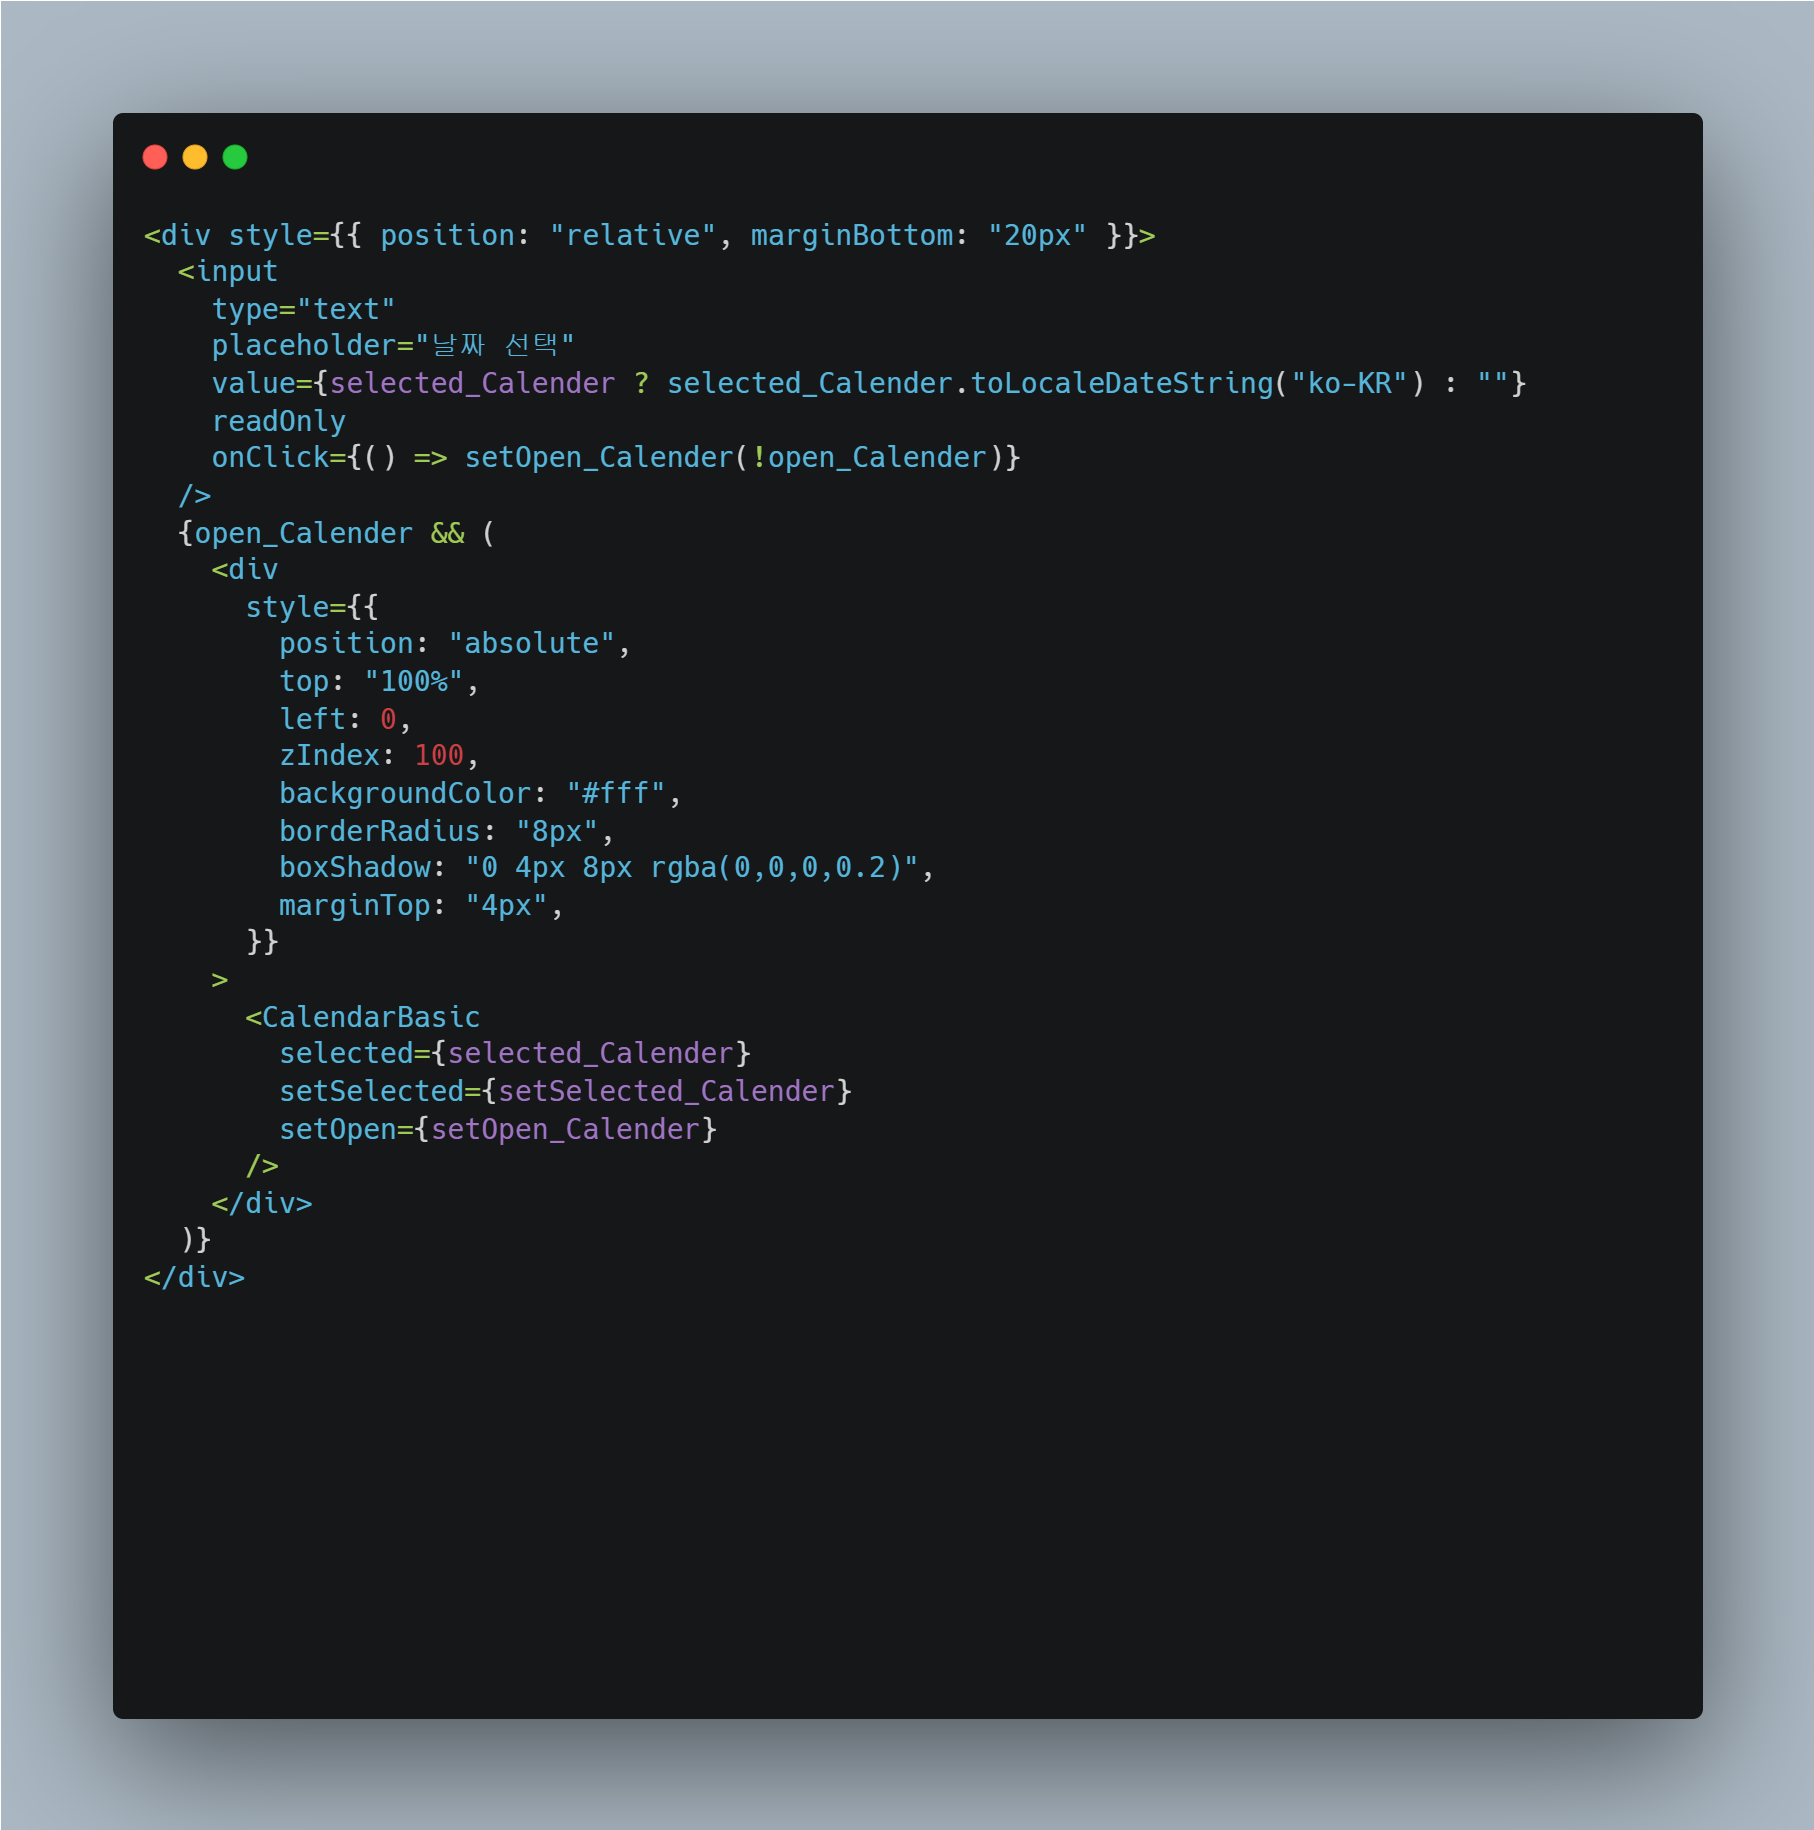 <div style={{ position: "relative", marginBottom: "20px" }}>
  <input
    type="text"
    placeholder="날짜 선택"
    value={selected_Calender ? selected_Calender.toLocaleDateString("ko-KR") : ""}
    readOnly
    onClick={() => setOpen_Calender(!open_Calender)}
  />
  {open_Calender && (
    <div
      style={{
        position: "absolute",
        top: "100%",
        left: 0,
        zIndex: 100,
        backgroundColor: "#fff",
        borderRadius: "8px",
        boxShadow: "0 4px 8px rgba(0,0,0,0.2)",
        marginTop: "4px",
      }}
    >
      <CalendarBasic
        selected={selected_Calender}
        setSelected={setSelected_Calender}
        setOpen={setOpen_Calender}
      />
    </div>
  )}
</div>